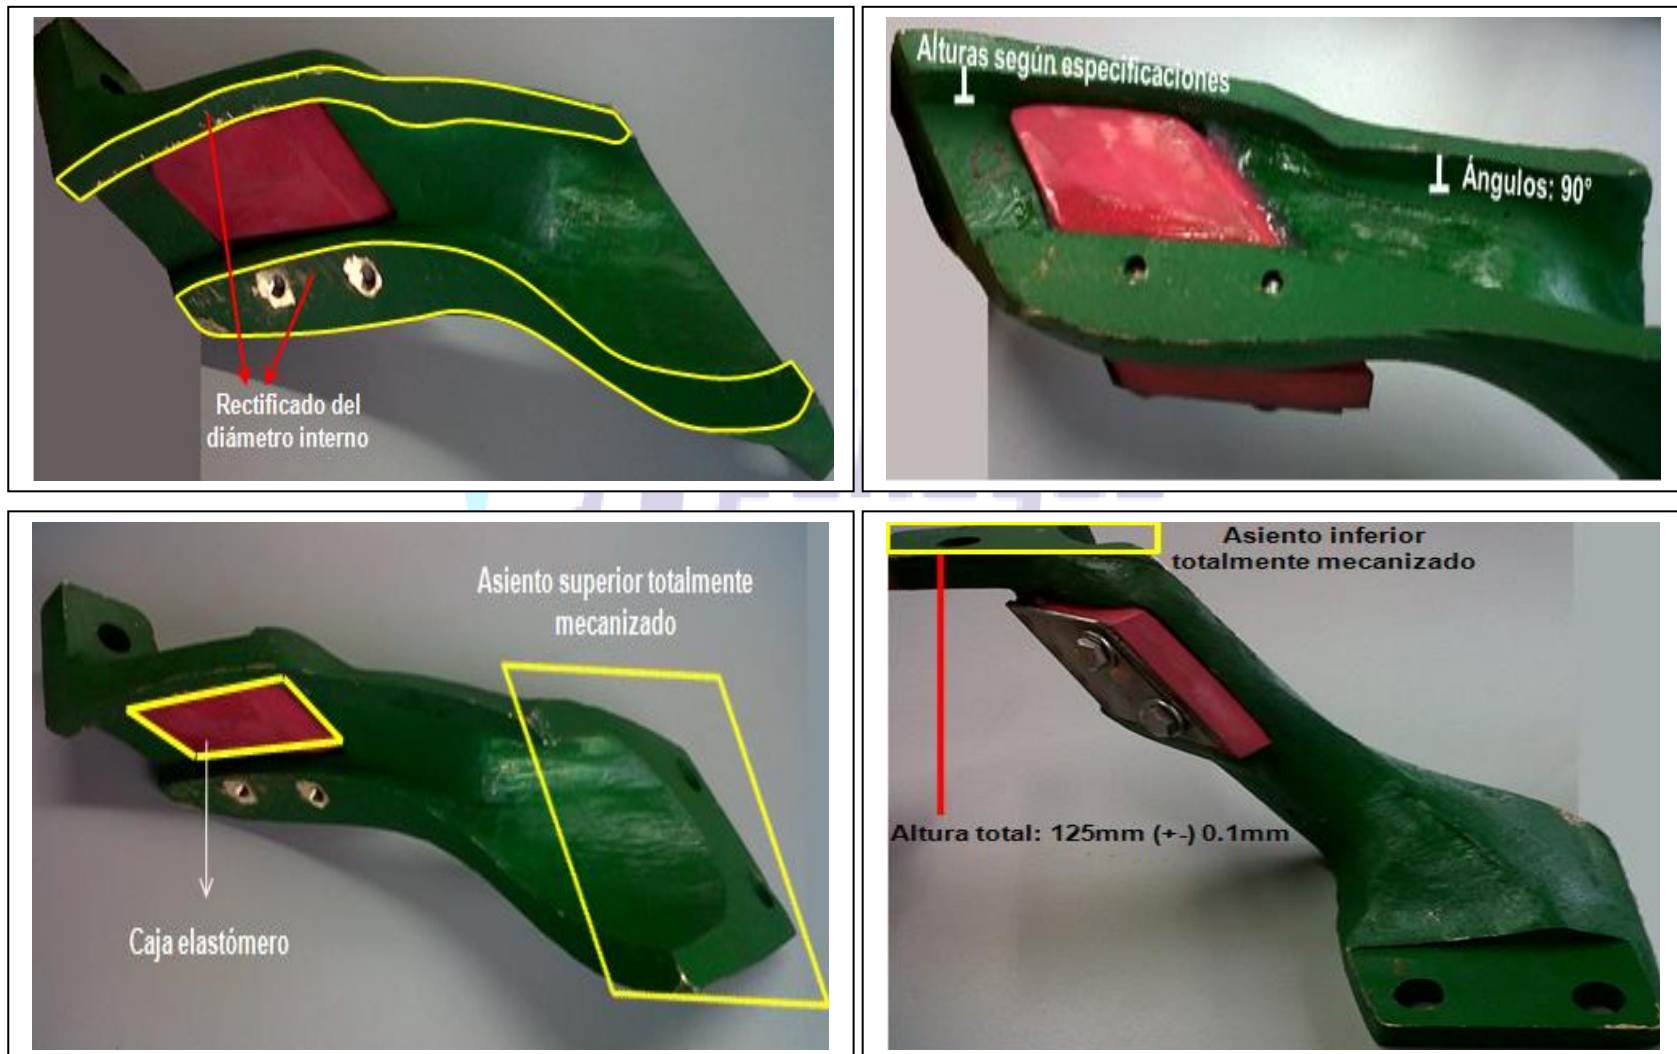 Rectificado del
diámetro interno
Alturas según especificaciones
Ángulos: 90°
Asiento superior totalmente
mecanizado
Caja elastómero
Asiento inferior
totalmente mecanizado
Altura total: 125mm (+-) 0.1mm